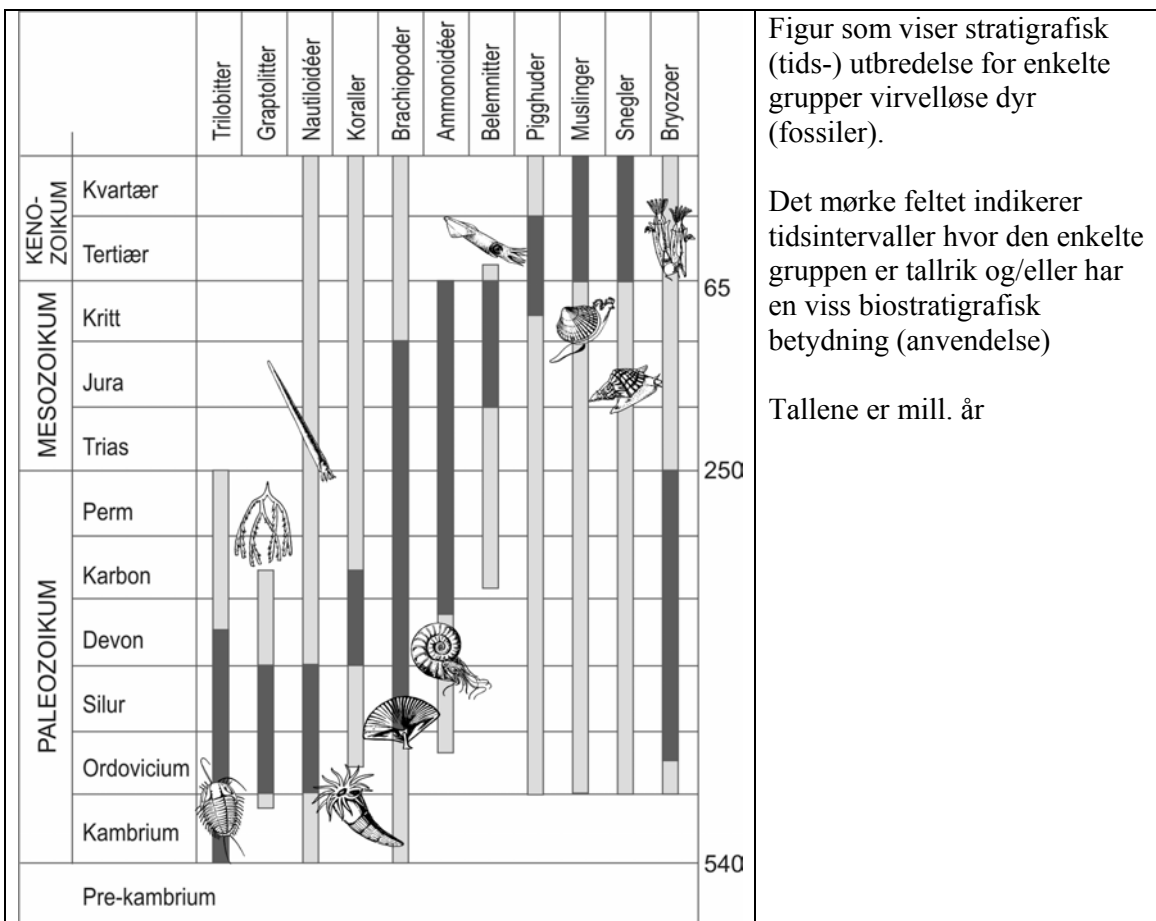 Trilobitter
Graptolitter
Nautiloidéer
Koraller
Brachiopoder
Ammonoidéer
Belemnitter
Pigghuder
Muslinger
Snegler
Bryozoer
KENO-
ZOIKUM
Kvartær
Tertiær
65
MESOZOIKUM
Kritt
Jura
Trias
250
PALEOZOIKUM
Perm
Karbon
Devon
Silur
Ordovicium
Kambrium
540
Pre-kambrium
Figur som viser stratigrafisk
(tids-) utbredelse for enkelte
grupper virvelløse dyr
(fossiler).
Det mørke feltet indikerer
tidsintervaller hvor den enkelte
gruppen er tallrik og/eller har
en viss biostratigrafisk
betydning (anvendelse)
Tallene er mill. år